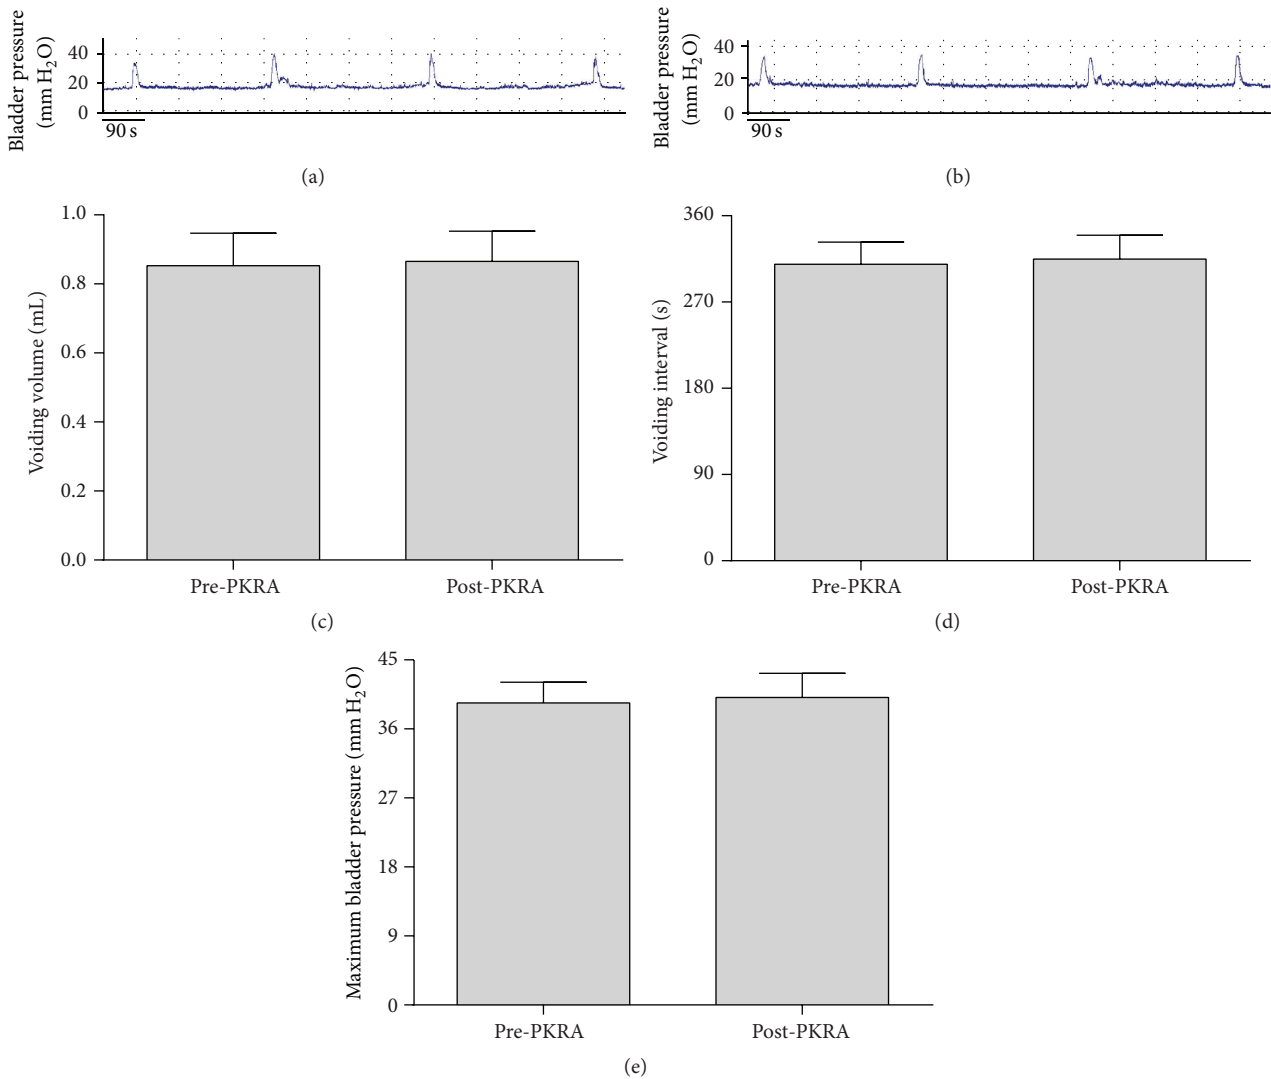 Bladder pressure
(mm H₂O)
40
20
0
90 s
(a)
Bladder pressure
(mm H₂O)
40
20
0
90 s
(b)
Voiding volume (mL)
1.0
0.8
0.6
0.4
0.2
0.0
Pre-PKRA
Post-PKRA
(c)
Voiding interval (s)
360
270
180
90
0
Pre-PKRA
Post-PKRA
(d)
Maximum bladder pressure (mm H₂O)
45
36
27
18
9
0
Pre-PKRA
Post-PKRA
(e)